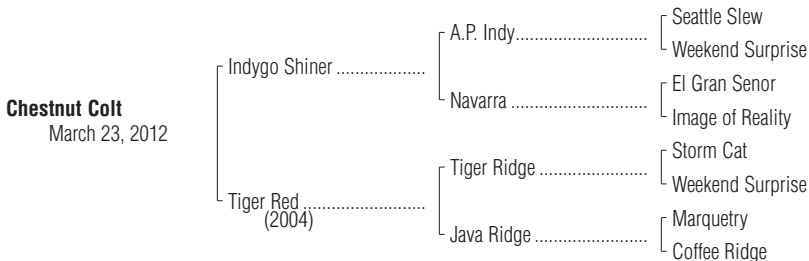 Seattle Slew
A.P. Indy..............................
Weekend Surprise
Indygo Shiner ....................
El Gran Senor
Navarra ...............................
Chestnut Colt
Image of Reality
March 23, 2012
Storm Cat
Tiger Ridge .........................
Weekend Surprise
Tiger Red ...........................
(2004)
Marquetry
Java Ridge .........................
Coffee Ridge